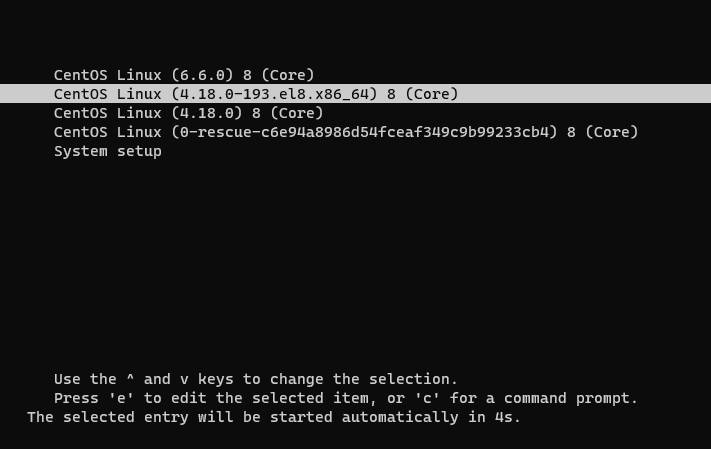 CentOS Linux (6.6.0) 8 (Core)
CentOS Linux (4.18.0-193.el8.x86_64) 8 (Core)
CentOS Linux (4.18.0) 8 (Core)
CentOS Linux (0-rescue-c6e94a8986d54fceaf349c9b99233cb4) 8 (Core)
System setup
Use the ^ and v keys to change the selection.
Press 'e' to edit the selected item, or 'c' for a command prompt.
The selected entry will be started automatically in 4s.